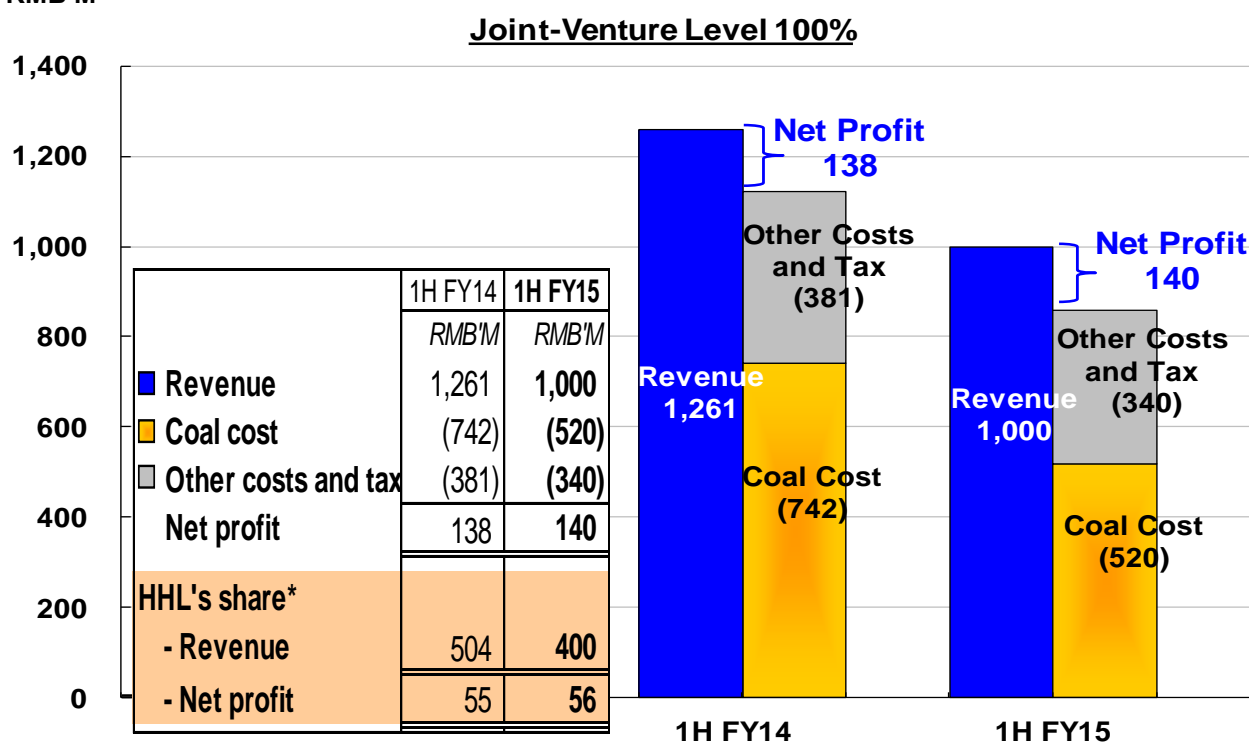 RMB'M
Joint-Venture Level 100%
1,400
1,200
1,000
800
600
400
200
0
1H FY14 1H FY15
RMB'M RMB'M
Revenue 1,261 1,000
Coal cost (742) (520)
Other costs and tax (381) (340)
Net profit 138 140
HHL's share*
- Revenue 504 400
- Net profit 55 56
Net Profit
138
Other Costs
and Tax
(381)
Revenue
1,261
Coal Cost
(742)
Net Profit
140
Other Costs
and Tax
(340)
Revenue
1,000
Coal Cost
(520)
1H FY14
1H FY15